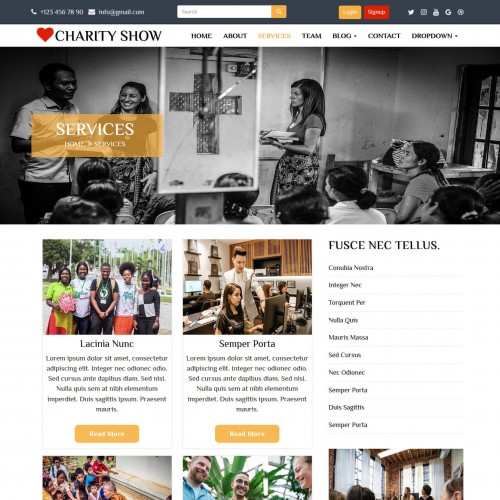 +123 456 78 90 info@gmail.com Search Login Signup
CHARITY SHOW HOME ABOUT SERVICES TEAM BLOG CONTACT DROPDOWN
SERVICES
HOME » SERVICES
Lacinia Nunc
Lorem ipsum dolor sit amet, consectetur
adipiscing elit. Integer nec odionec odio.
Sed cursus ante dapibus diam. Sed nisi.
Nulla quis sem at nibh elementum
imperdiet. Duis sagittis ipsum. Praesent
mauris.
Read More
Semper Porta
Lorem ipsum dolor sit amet, consectetur
adipiscing elit. Integer nec odionec odio.
Sed cursus ante dapibus diam. Sed nisi.
Nulla quis sem at nibh elementum
imperdiet. Duis sagittis ipsum. Praesent
mauris.
Read More
FUSCE NEC TELLUS.
Conubia Nostra
Integer Nec
Torquent Per
Nulla Quis
Mauris Massa
Sed Cursus
Nec Odionec
Semper Porta
Duis Sagittis
Semper Porta